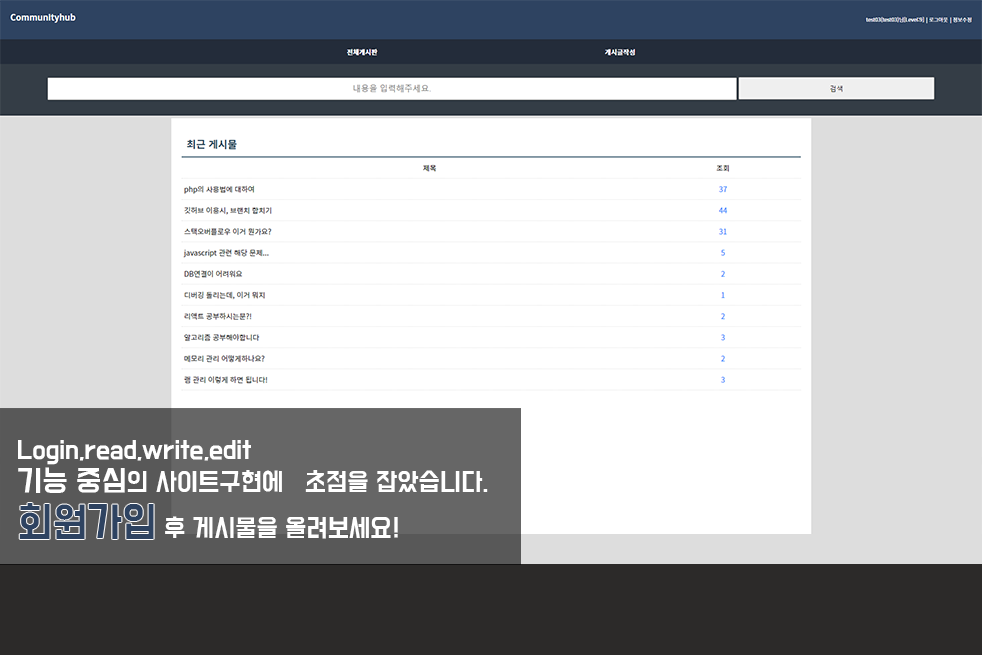 CommunItyhub
test03(test03)님(Level:9) | 로그아웃 | 정보수정
전체게시판 게시글작성
내용을 입력해주세요. 검색
최근 게시물
제목 조회
php의 사용법에 대하여 37
깃허브 이용시, 브랜치 합치기 44
스택오버플로우 이거 뭔가요? 31
javascript 관련 해당 문제... 5
DB연결이 어려워요 2
디버깅 돌리는데, 이거 뭐지 1
리액트 공부하시는분?! 2
알고리즘 공부해야합니다 3
메모리 관리 어떻게하나요? 2
램 관리 이렇게 하면 됩니다! 3
Login,read,write,edit
기능 중심의 사이트구현에 초점을 잡았습니다.
회원가입 후 게시물을 올려보세요!